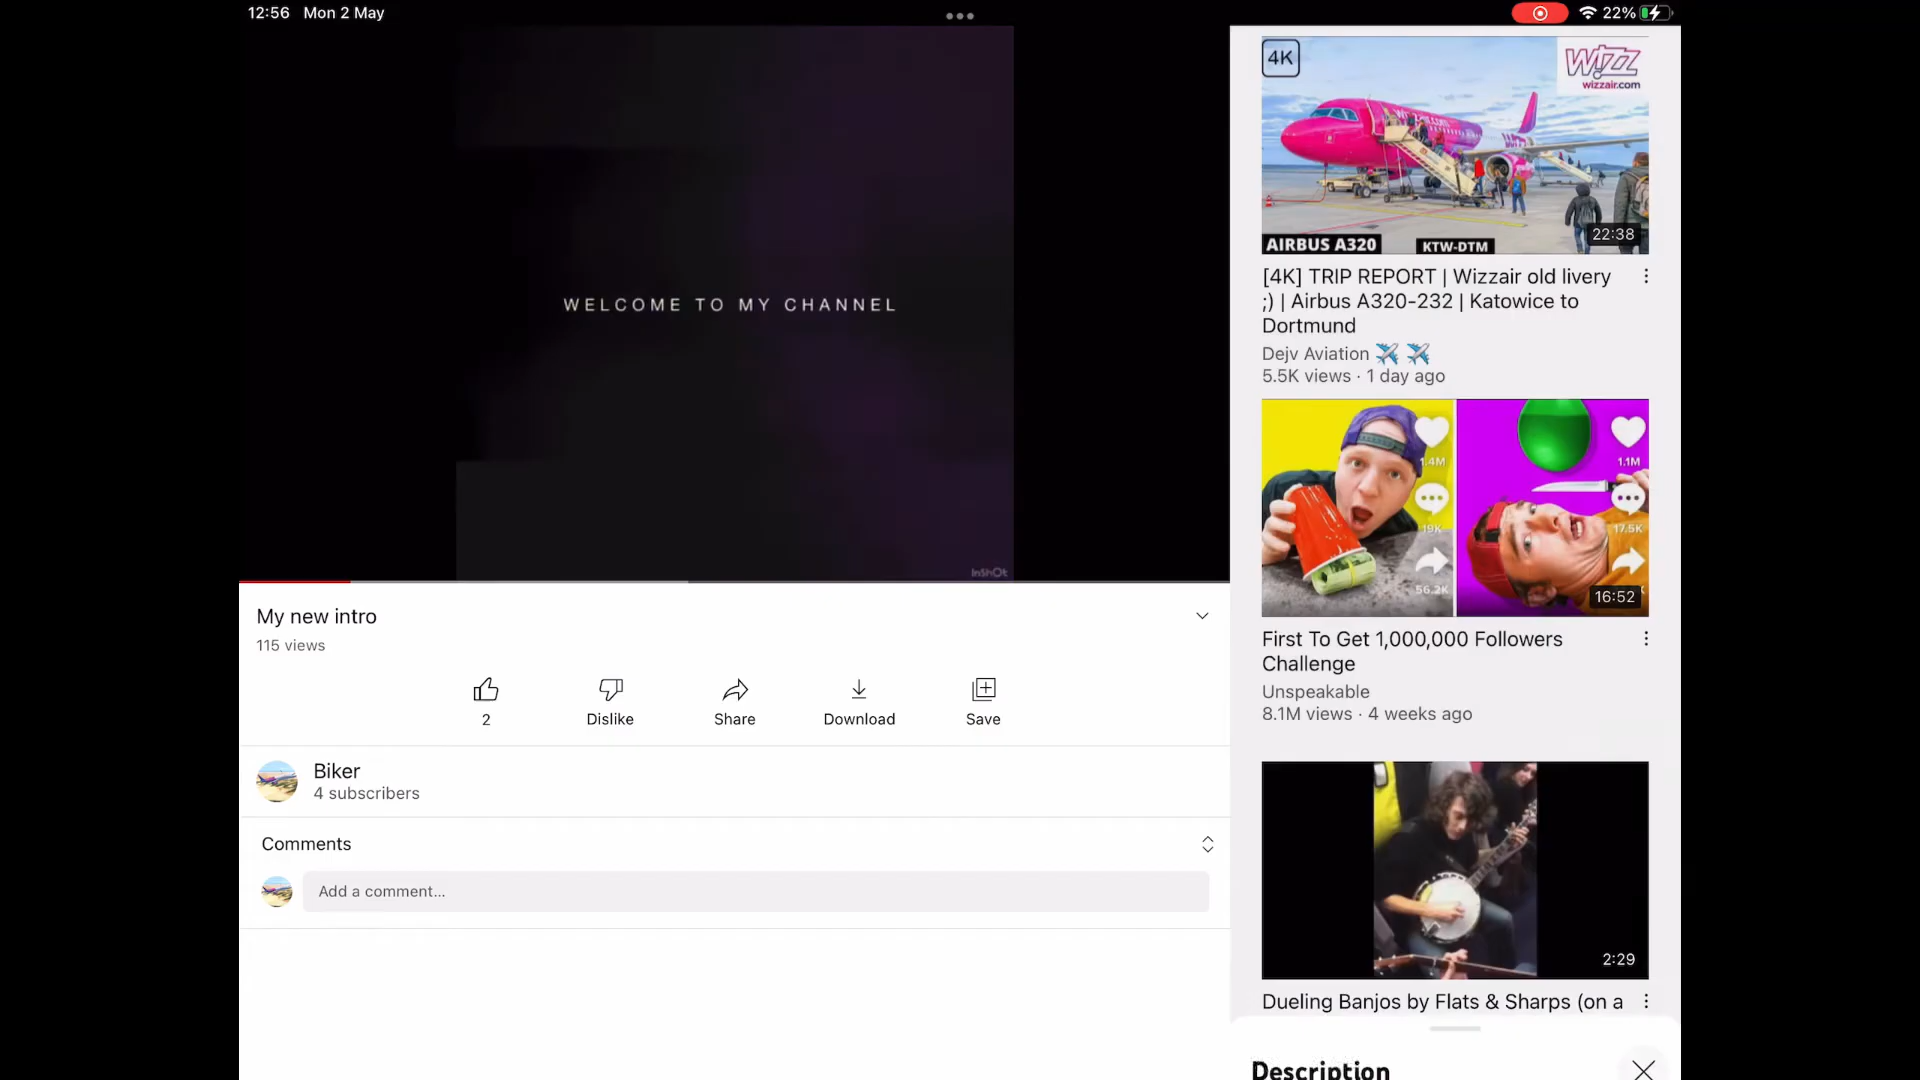 12:56 Mon 2 May
22%
WELCOME TO MY CHANNEL
InShOt
My new intro
115 views
2
Dislike
Share
Download
Save
Biker
4 subscribers
Comments
Add a comment...
4K
WIZZ
wizzair.com
AIRBUS A320
KTW-DTM
22:38
[4K] TRIP REPORT | Wizzair old livery
;) | Airbus A320-232 | Katowice to
Dortmund
Dejv Aviation ✈️ ✈️
5.5K views · 1 day ago
1.4M
19K
56.2K
1.1M
17.5K
16:52
First To Get 1,000,000 Followers
Challenge
Unspeakable
8.1M views · 4 weeks ago
2:29
Dueling Banjos by Flats & Sharps (on a
Description